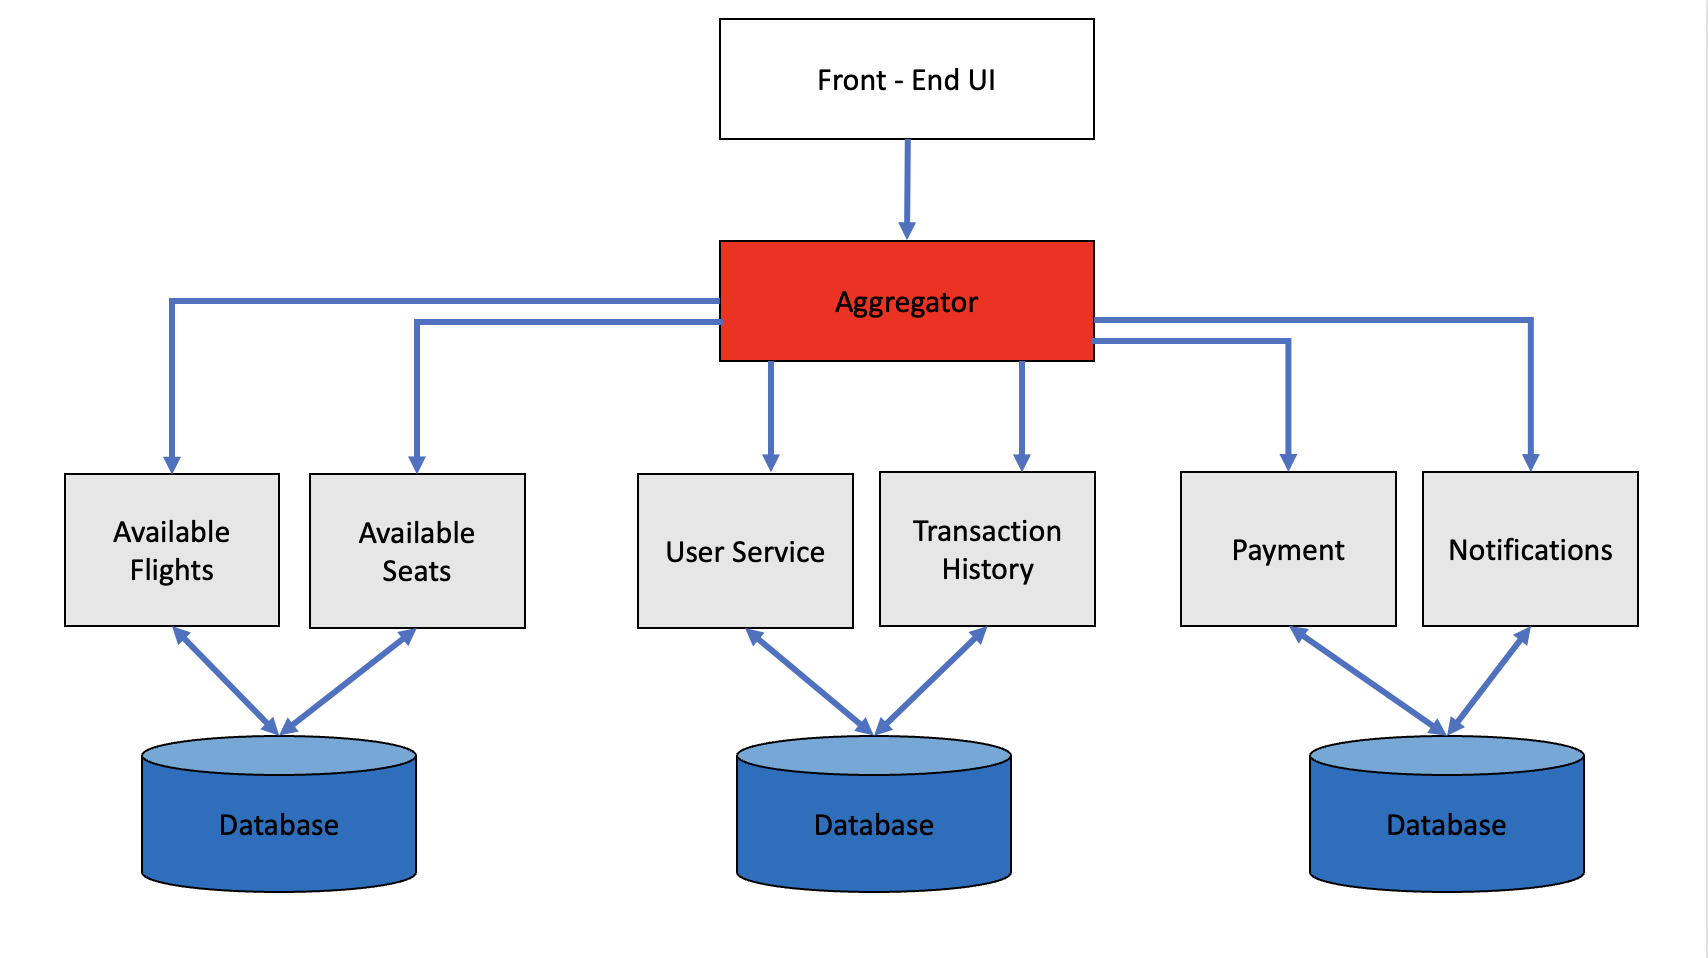 Front - End UI
Aggregator
Available
Flights
Available
Seats
User Service
Transaction
History
Payment
Notifications
Database
Database
Database